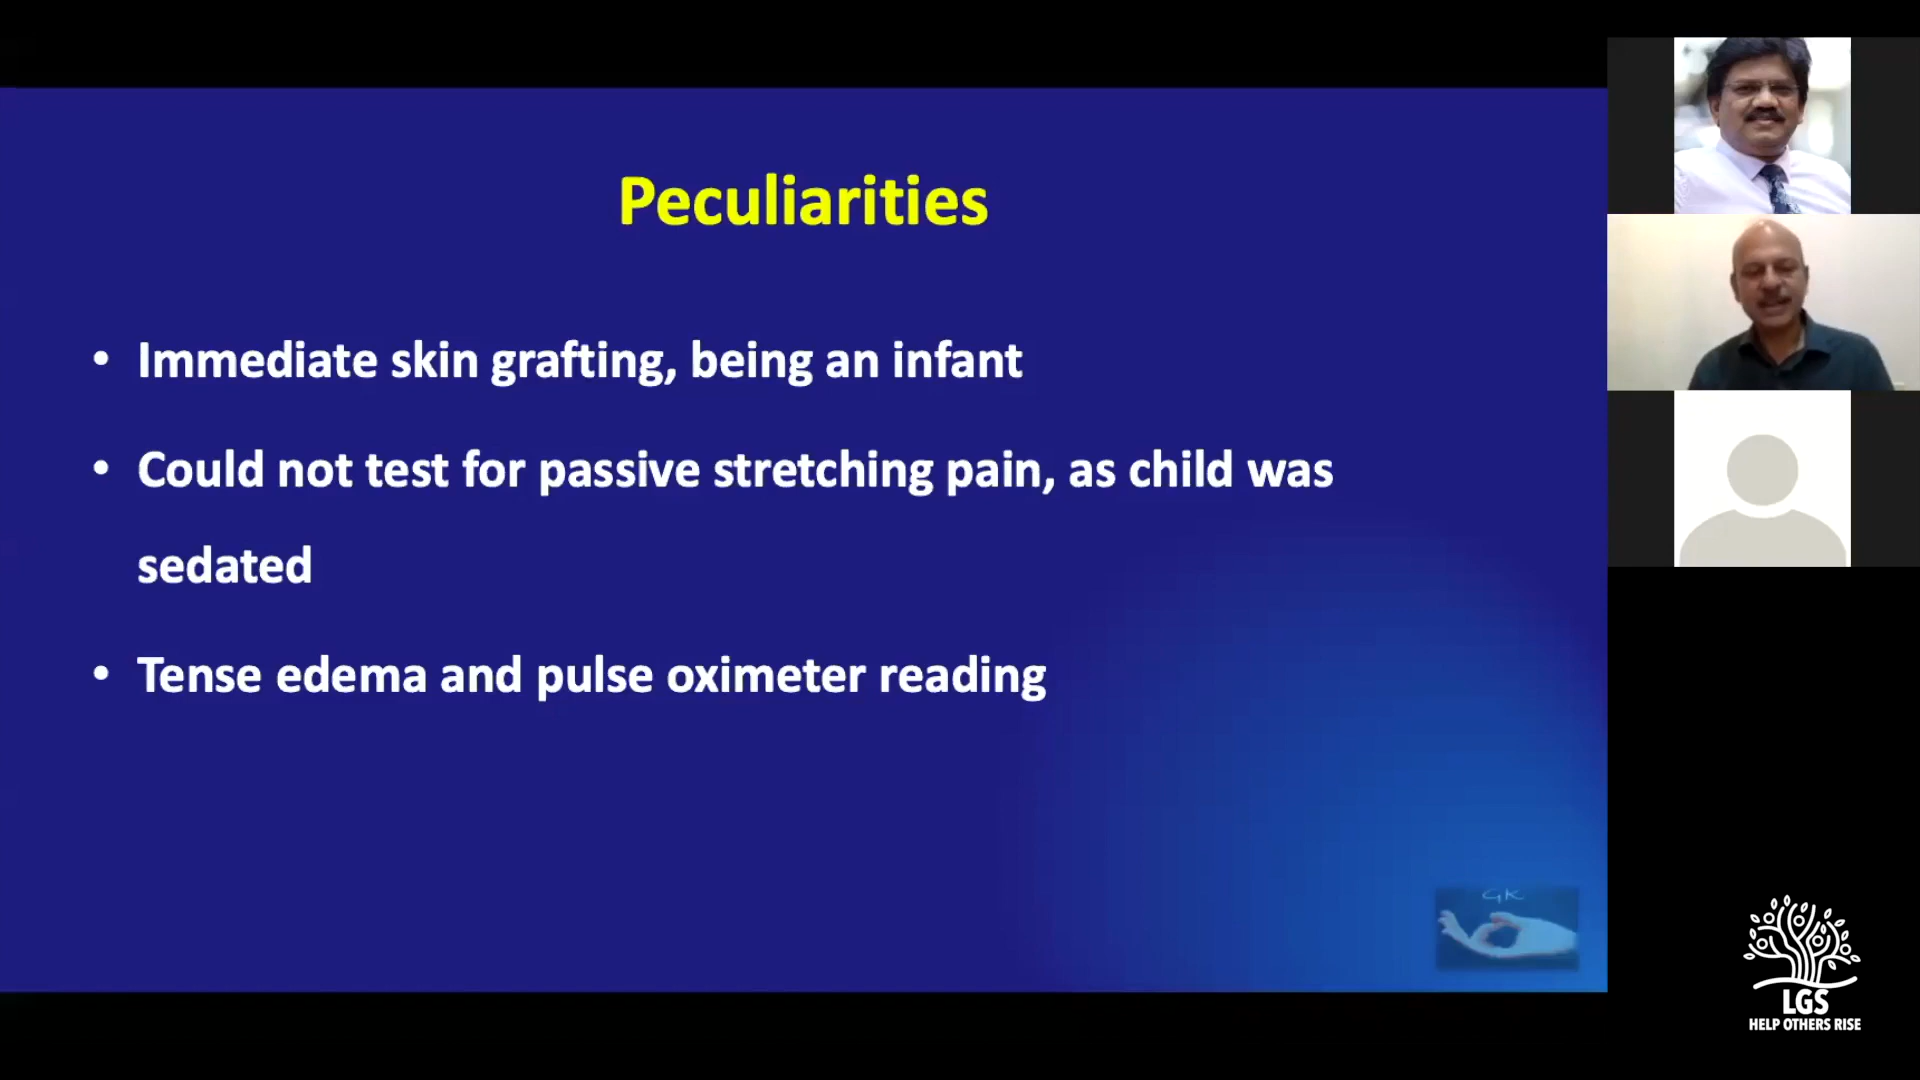 Peculiarities
• Immediate skin grafting, being an infant
• Could not test for passive stretching pain, as child was
sedated
• Tense edema and pulse oximeter reading
GK
LGS
HELP OTHERS RISE